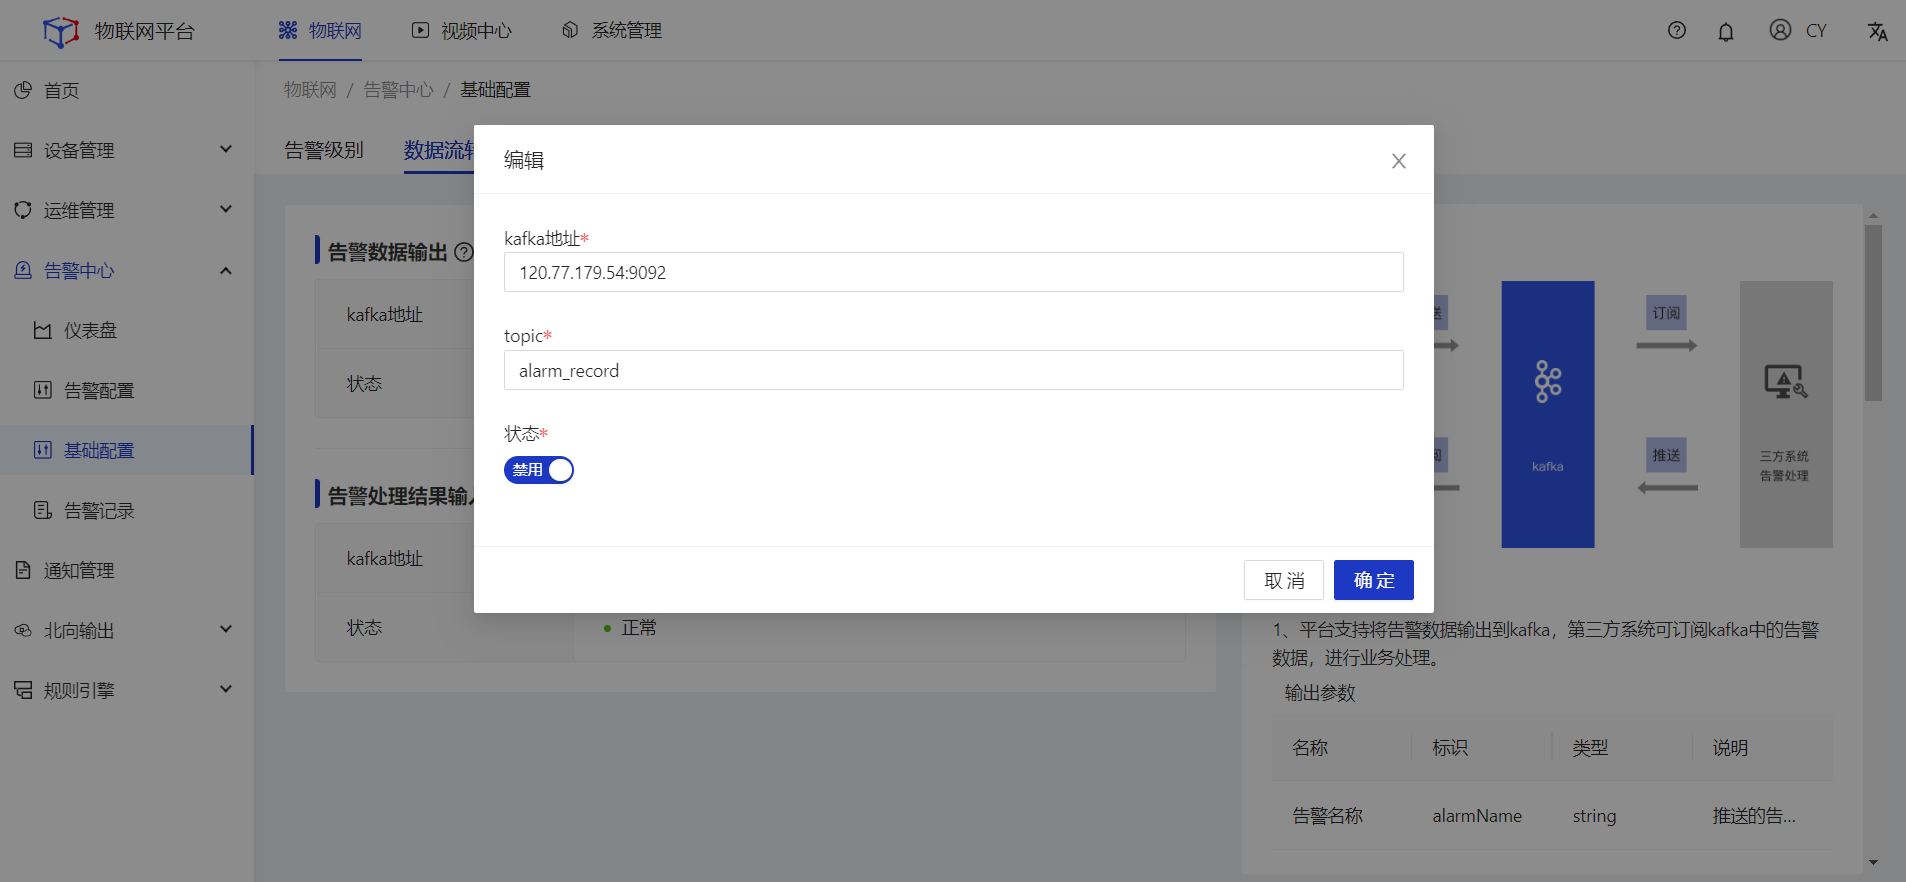 物联网平台
物联网
视频中心
系统管理
CY
首页
设备管理
运维管理
告警中心
仪表盘
告警配置
基础配置
告警记录
通知管理
北向输出
规则引擎
物联网 / 告警中心 / 基础配置
告警级别
数据流转
告警数据输出
kafka地址
状态
告警处理结果输入
kafka地址
状态
正常
编辑
kafka地址*
120.77.179.54:9092
topic*
alarm_record
状态*
禁用
取 消
确 定
订阅
kafka
推送
三方系统
告警处理
1、平台支持将告警数据输出到kafka，第三方系统可订阅kafka中的告警
数据，进行业务处理。
输出参数
名称 标识 类型 说明
告警名称 alarmName string 推送的告...